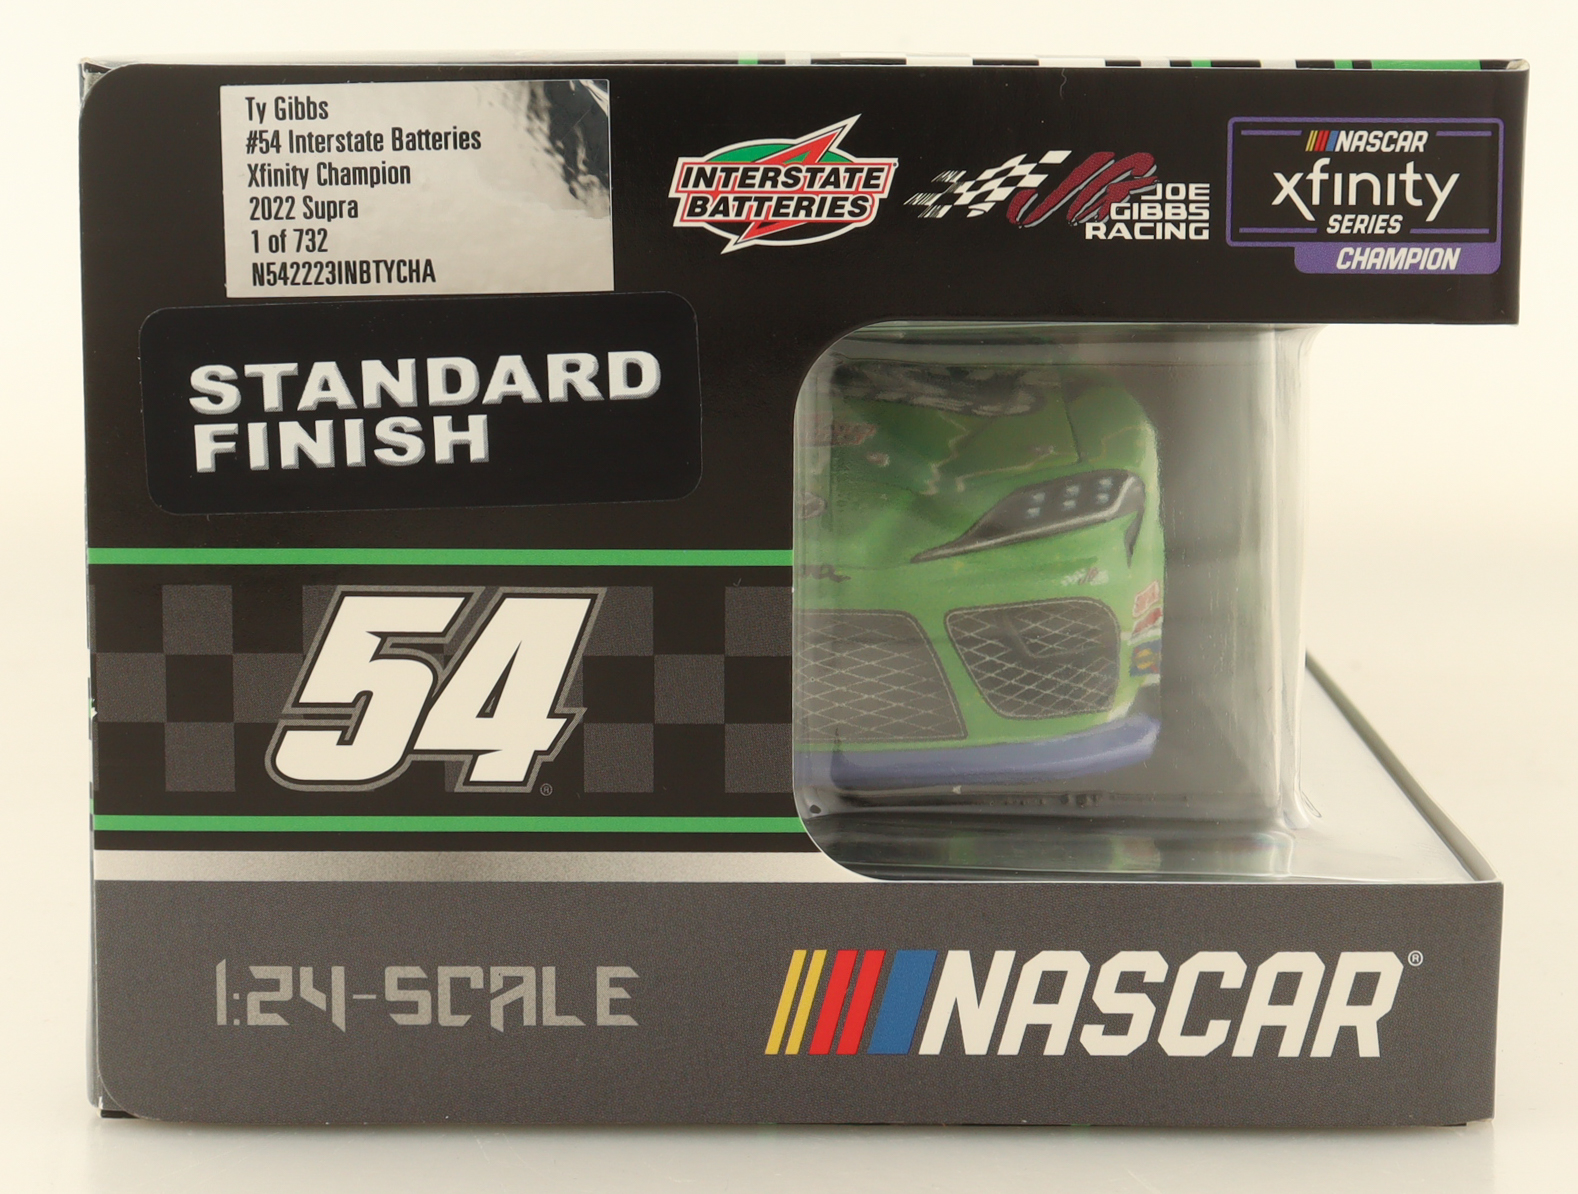 Ty Gibbs
#54 Interstate Batteries
Xfinity Champion
2022 Supra
1 of 732
N542223INBTYCHA
INTERSTATE
BATTERIES
JG JOE
GIBBS
RACING
NASCAR
xfinity
SERIES
CHAMPION
STANDARD
FINISH
54
®
1:24-SCALE
NASCAR®